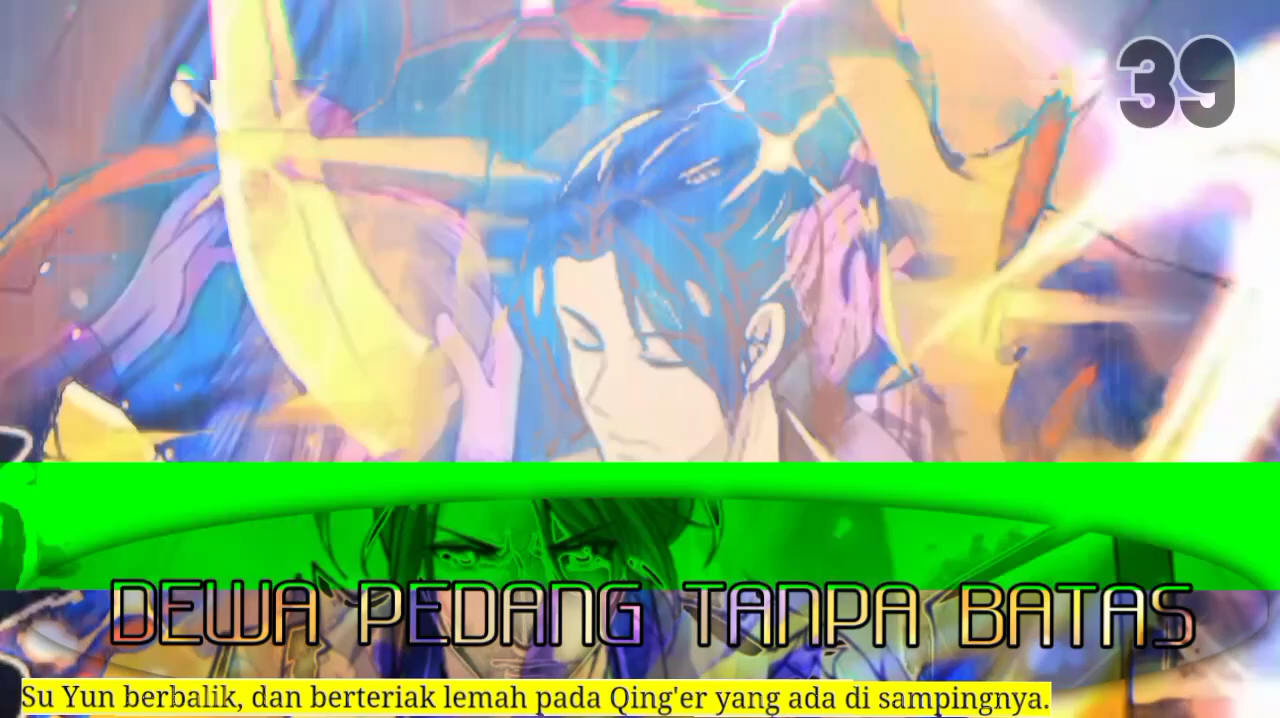 39
DEWA PEDANG TANPA BATAS
Su Yun berbalik, dan berteriak lemah pada Qing'er yang ada di sampingnya.